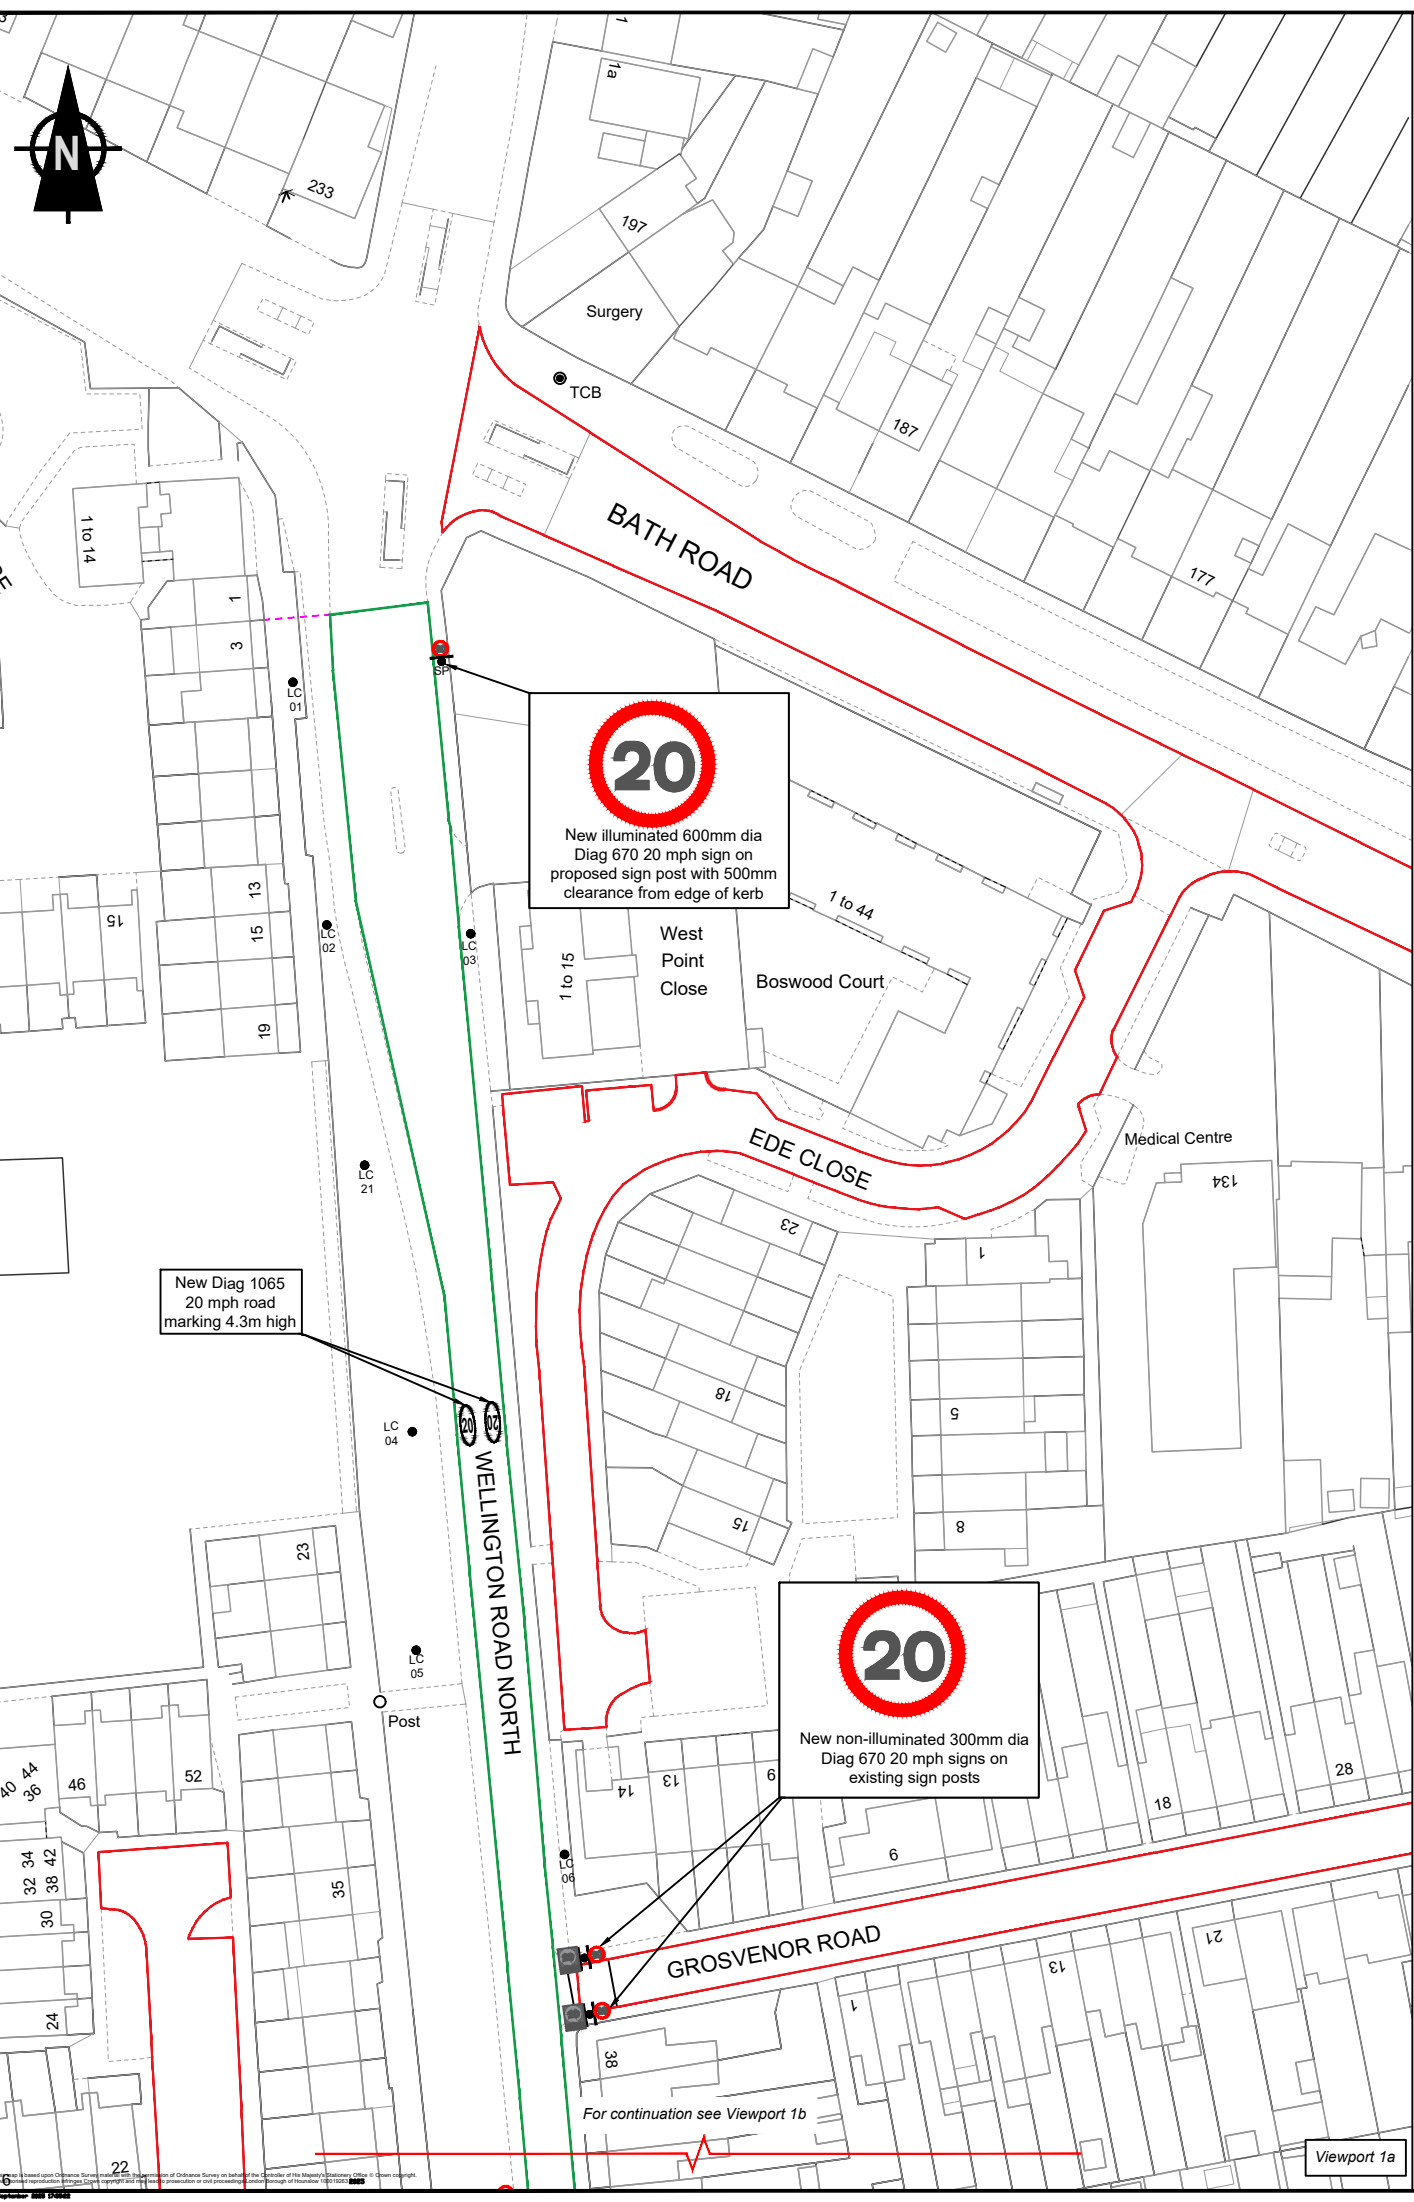 N
233
1
1a
197
Surgery
TCB
187
BATH ROAD
177
1 to 14
1
3
SP
LC
01
20
New illuminated 600mm dia
Diag 670 20 mph sign on
proposed sign post with 500mm
clearance from edge of kerb
13
15
15
LC
02
LC
03
19
1 to 15
West
Point
Close
1 to 44
Boswood Court
EDE CLOSE
Medical Centre
134
LC
21
23
1
New Diag 1065
20 mph road
marking 4.3m high
20
20
18
5
LC
04
WELLINGTON ROAD NORTH
15
8
23
LC
05
Post
20
New non-illuminated 300mm dia
Diag 670 20 mph signs on
existing sign posts
40
44
36
46
52
14
13
6
28
18
6
32 34
38 42
30
35
LC
06
GROSVENOR ROAD
21
13
1
24
38
For continuation see Viewport 1b
22
6
Viewport 1a